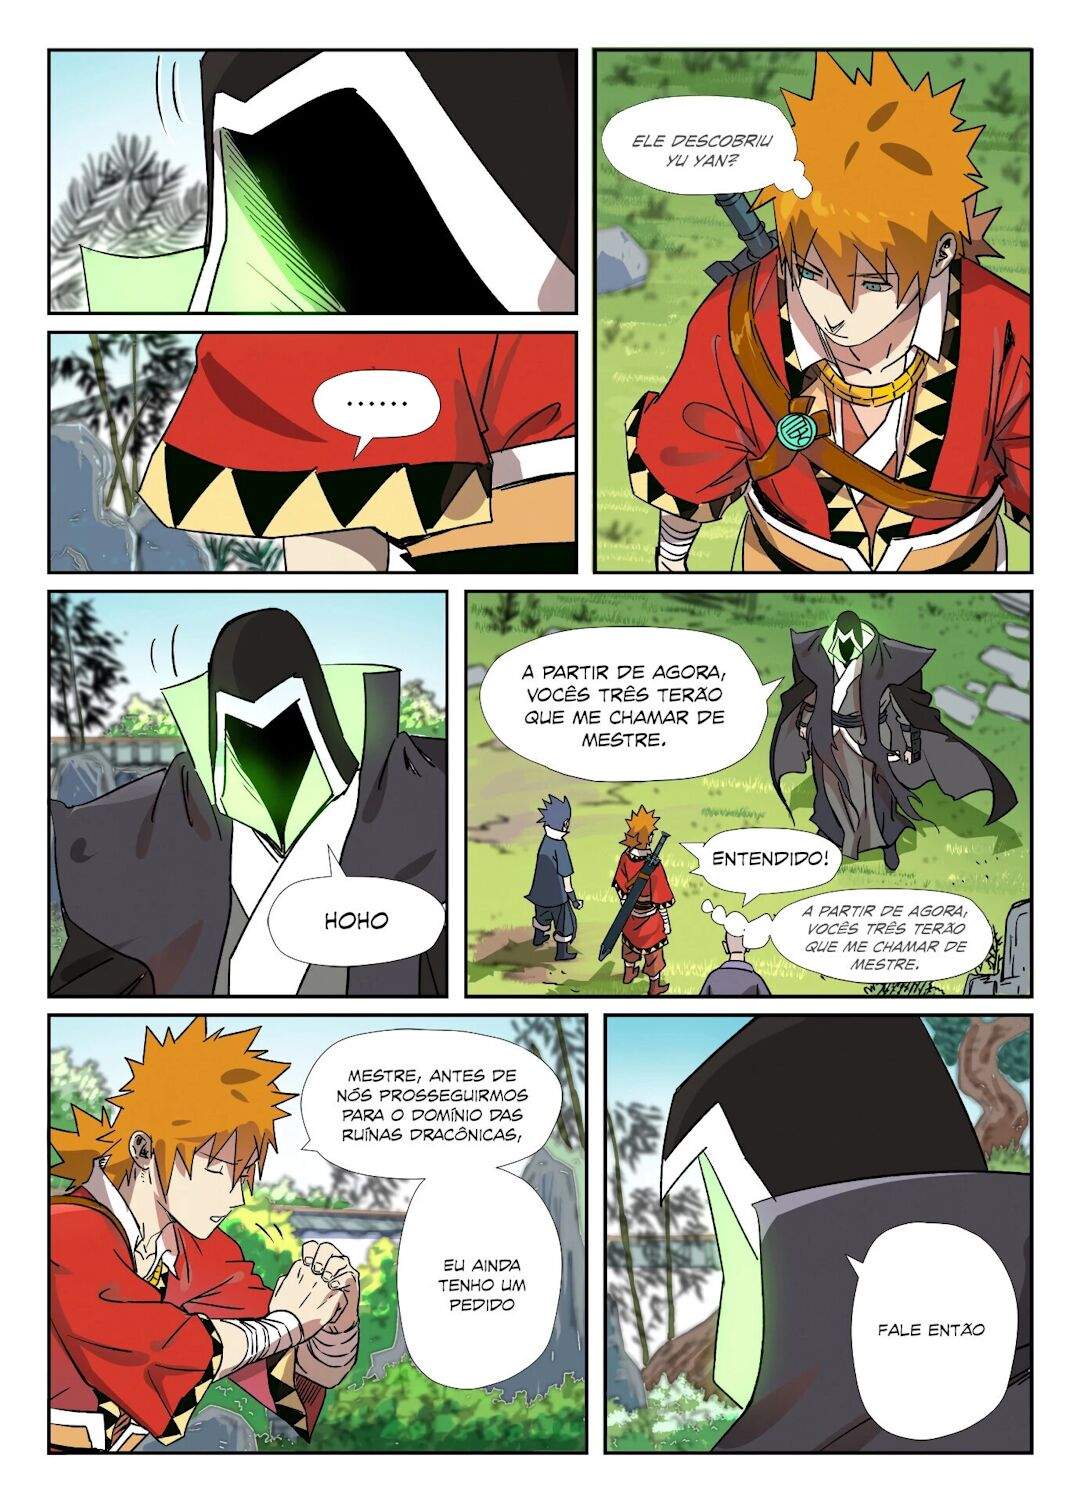 ELE DESCOBRIU
YU YAN?
......
HOHO
A PARTIR DE AGORA,
VOCÊS TRÊS TERÃO
QUE ME CHAMAR DE
MESTRE.
ENTENDIDO!
A PARTIR DE AGORA,
VOCÊS TRÊS TERÃO
QUE ME CHAMAR DE
MESTRE.
MESTRE, ANTES DE
NÓS PROSSEGUIRMOS
PARA O DOMÍNIO DAS
RUÍNAS DRACÔNICAS,
EU AINDA
TENHO UM
PEDIDO
FALE ENTÃO